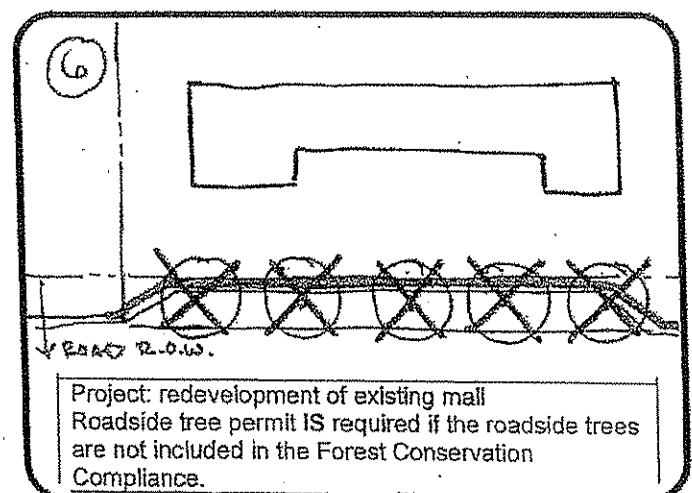 6
ROAD R.O.W.
Project: redevelopment of existing mall
Roadside tree permit IS required if the roadside trees
are not included in the Forest Conservation
Compliance.